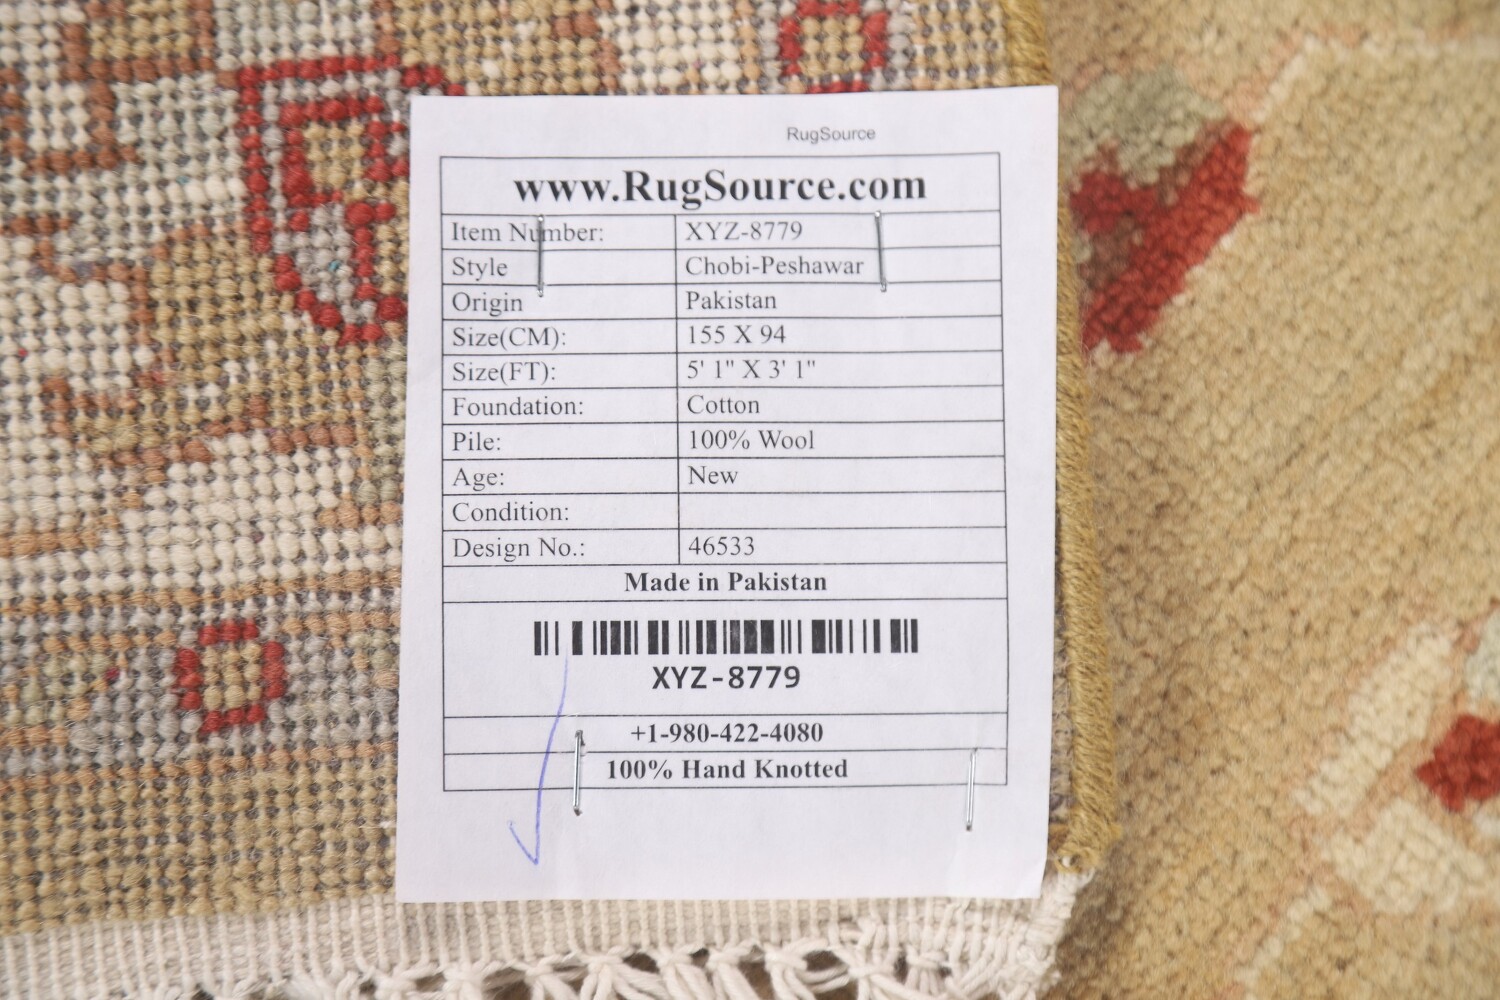 RugSource
www.RugSource.com
Item Number: XYZ-8779
Style Chobi-Peshawar
Origin Pakistan
Size(CM): 155 X 94
Size(FT): 5' 1" X 3' 1"
Foundation: Cotton
Pile: 100% Wool
Age: New
Condition:
Design No.: 46533
Made in Pakistan
XYZ-8779
+1-980-422-4080
100% Hand Knotted